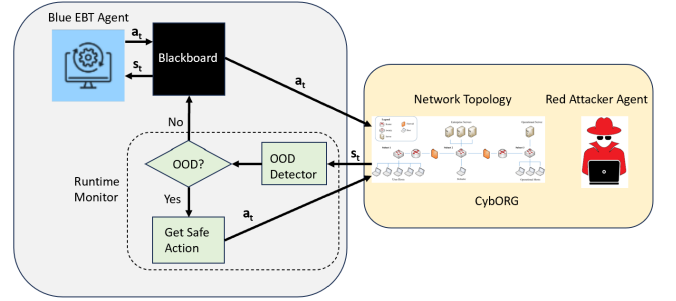 Blue EBT Agent
a_t
s_t
Blackboard
a_t
No
OOD?
OOD
Detector
s_t
Runtime
Monitor
Yes
Get Safe
Action
a_t
Network Topology
Red Attacker Agent
CybORG